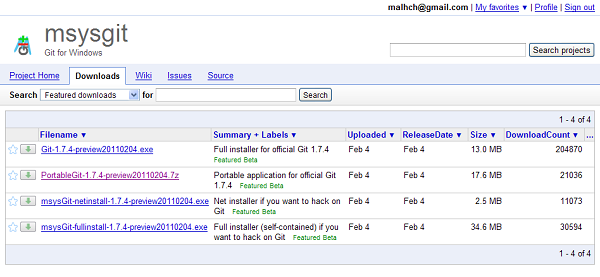 malhch@gmail.com | My favorites ▼ | Profile | Sign out
msysgit
Git for Windows
Search projects
Project Home Downloads Wiki Issues Source
Search Featured downloads for Search
1 - 4 of 4
Filename ▼ Summary + Labels ▼ Uploaded ▼ ReleaseDate ▼ Size ▼ DownloadCount ▼ ...
Git-1.7.4-preview20110204.exe Full installer for official Git 1.7.4 Feb 4 Feb 4 13.0 MB 204870
Featured Beta
PortableGit-1.7.4-preview20110204.7z Portable application for official Git Feb 4 Feb 4 17.6 MB 21036
1.7.4 Featured Beta
msysGit-netinstall-1.7.4-preview20110204.exe Net installer if you want to hack on Feb 4 Feb 4 2.5 MB 11073
Git Featured Beta
msysGit-fullinstall-1.7.4-preview20110204.exe Full installer (self-contained) if you Feb 4 Feb 4 34.6 MB 30594
want to hack on Git Featured Beta
1 - 4 of 4